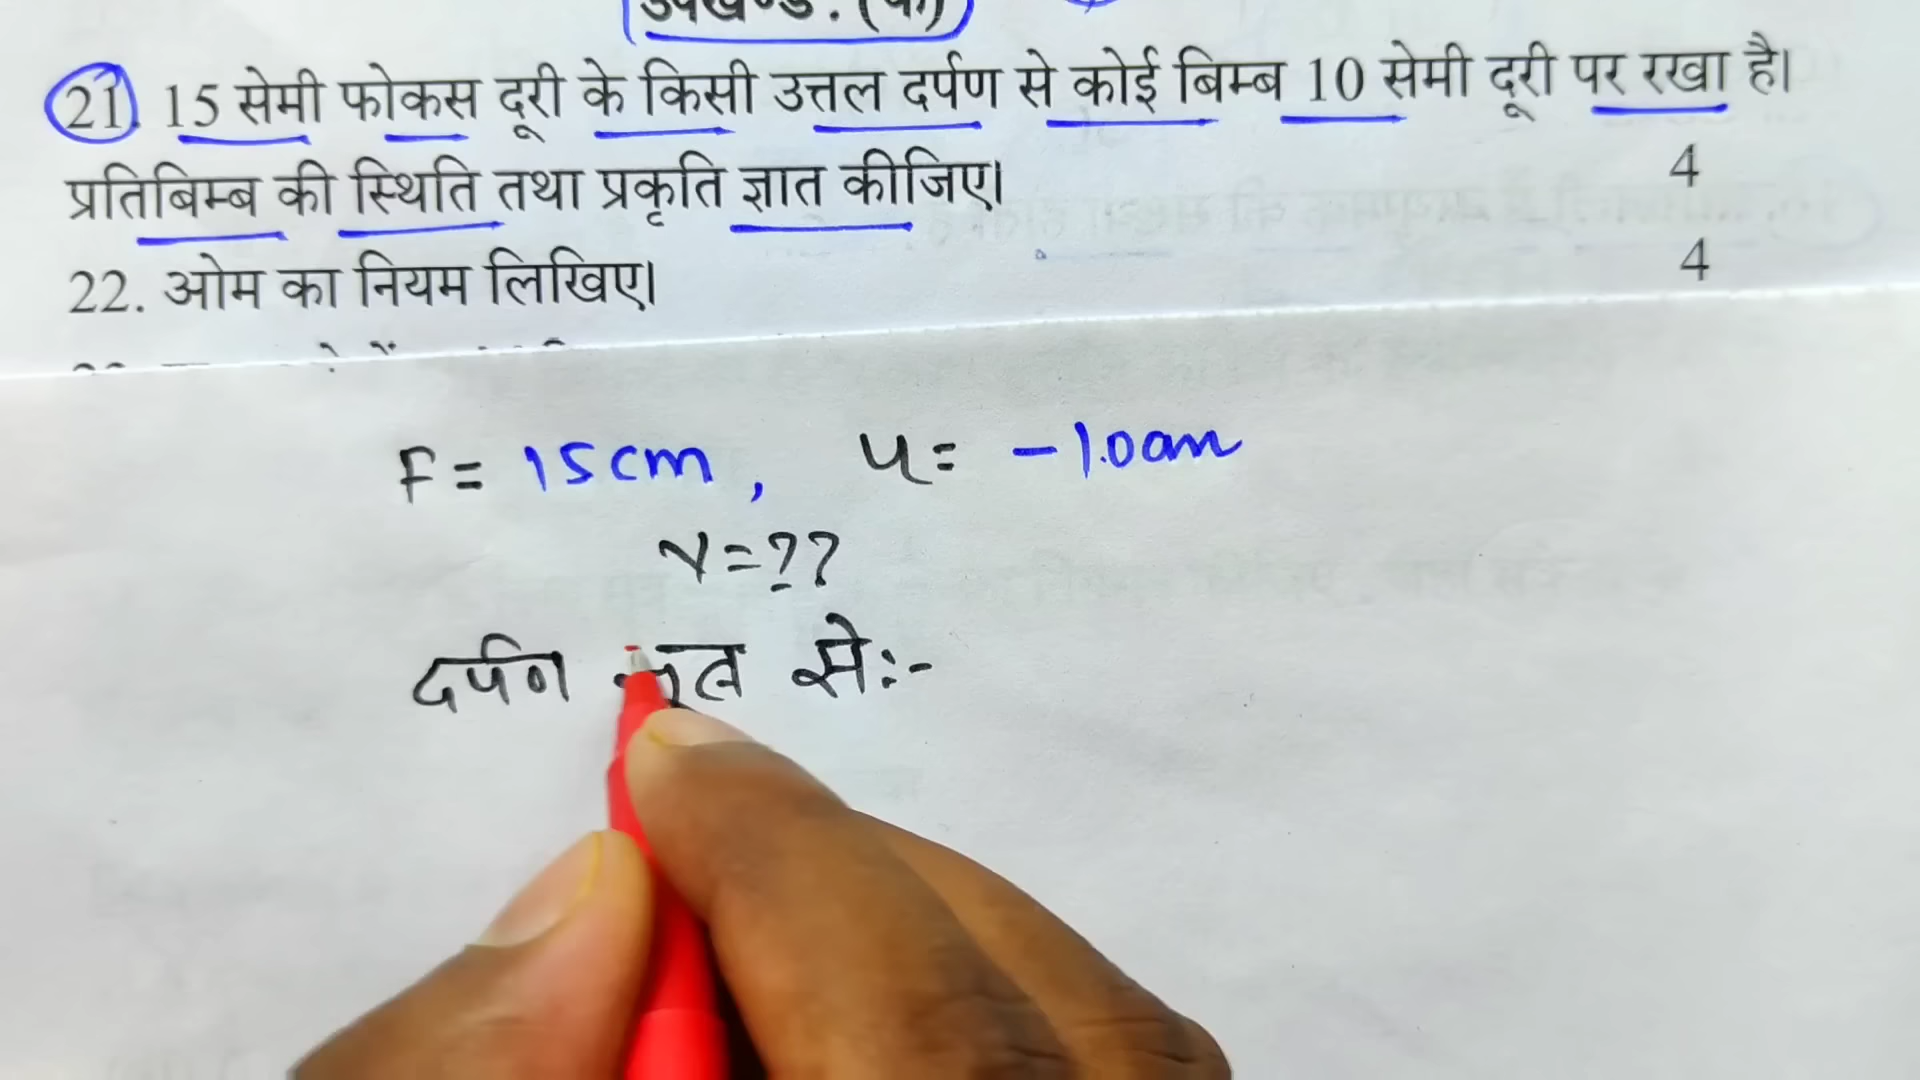 उपखण्ड : (क)
21. 15 सेमी फोकस दूरी के किसी उत्तल दर्पण से कोई बिम्ब 10 सेमी दूरी पर रखा है।
प्रतिबिम्ब की स्थिति तथा प्रकृति ज्ञात कीजिए। 4
22. ओम का नियम लिखिए। 4
F = 15cm, u = -10cm
v = ??
दर्पण सूत्र से:-